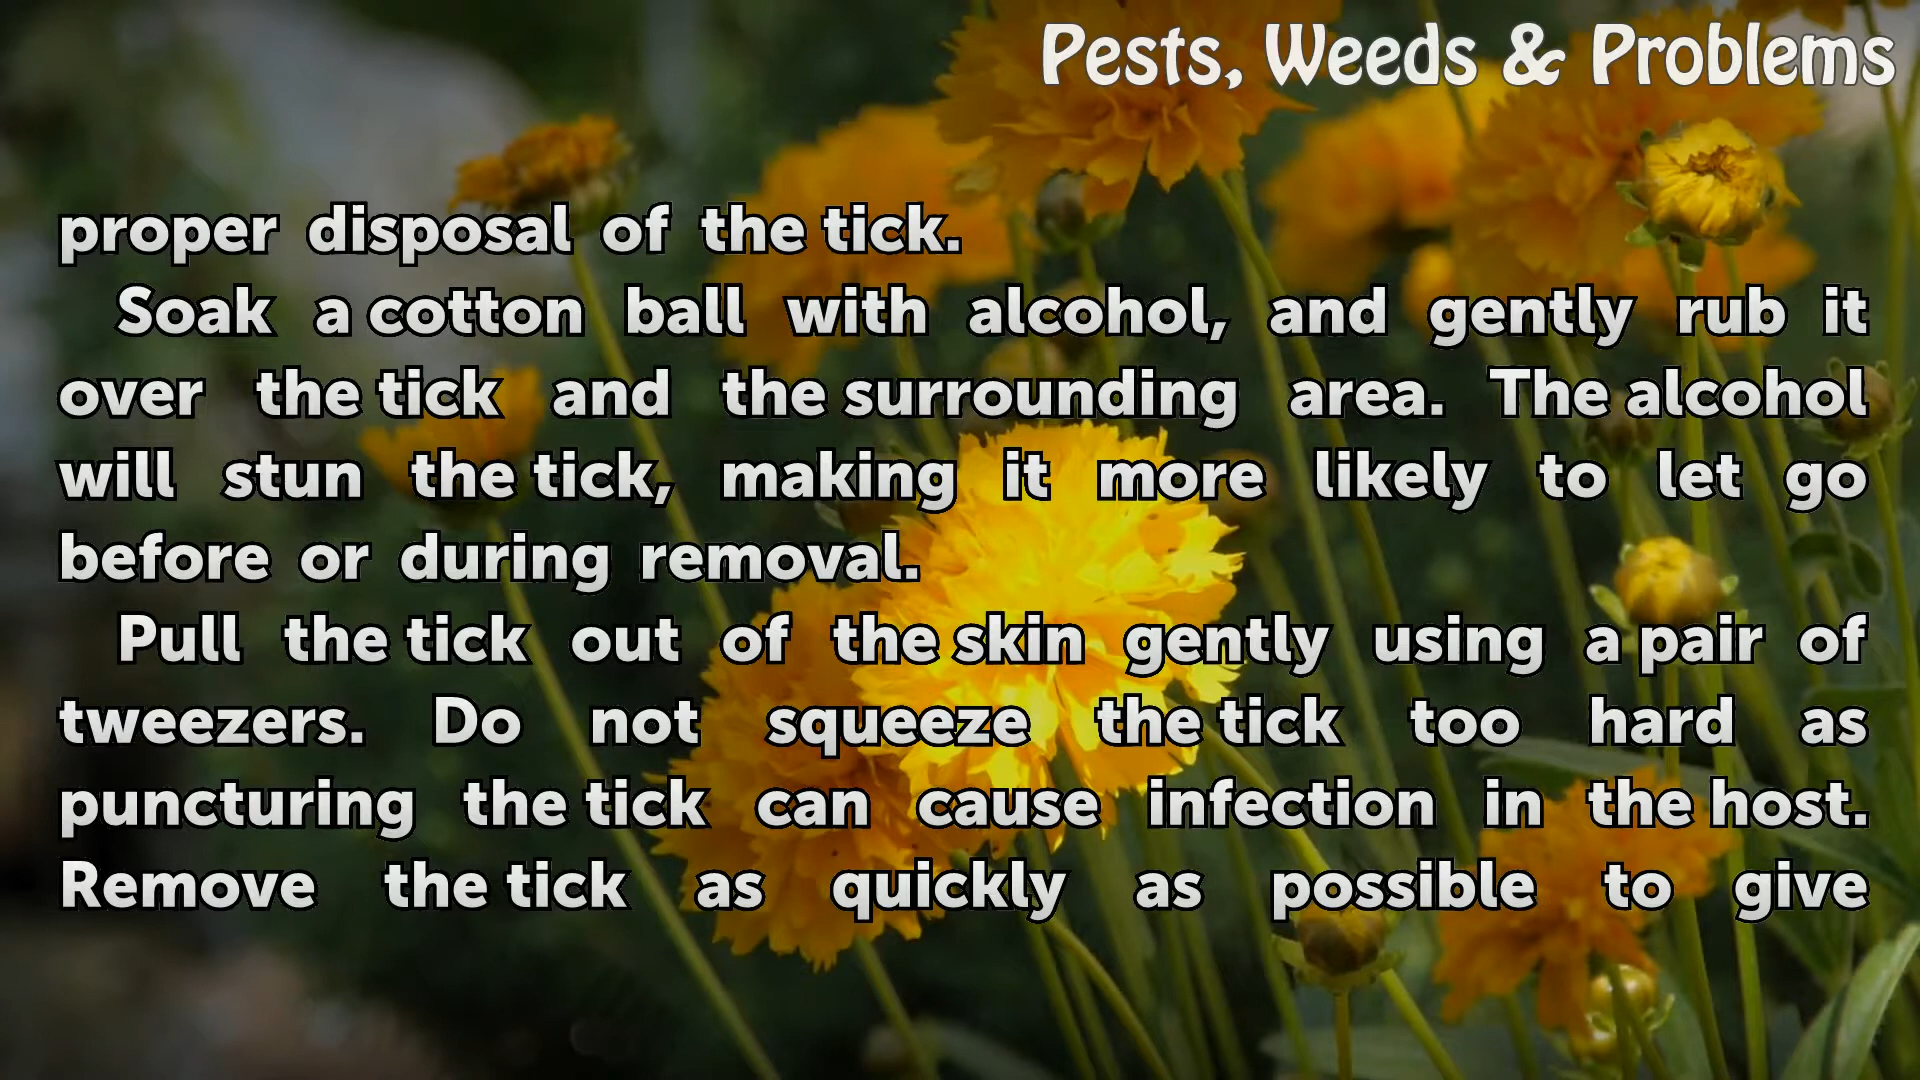 Pests, Weeds & Problems
proper disposal of the tick.
Soak a cotton ball with alcohol, and gently rub it
over the tick and the surrounding area. The alcohol
will stun the tick, making it more likely to let go
before or during removal.
Pull the tick out of the skin gently using a pair of
tweezers. Do not squeeze the tick too hard as
puncturing the tick can cause infection in the host.
Remove the tick as quickly as possible to give